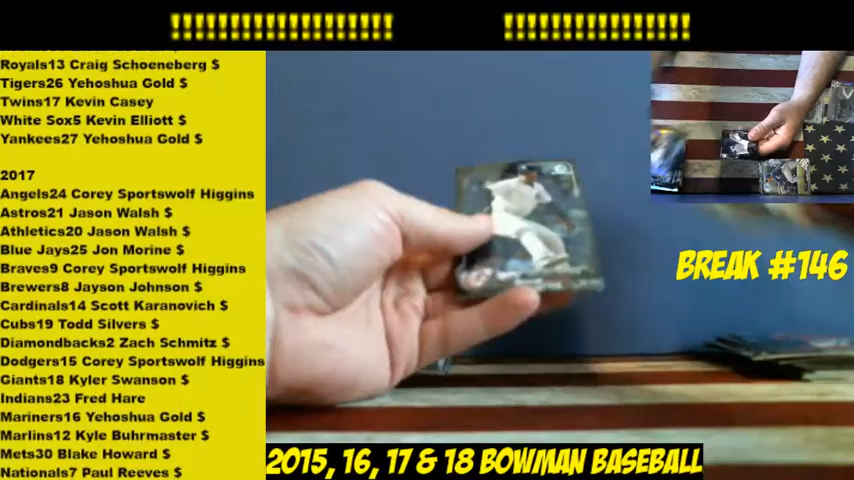 !!!!!!!!!!!!!!!!!!!! !!!!!!!!!!!!!!!!!
Royals13 Craig Schoeneberg $
Tigers26 Yehoshua Gold $
Twins17 Kevin Casey
White Sox5 Kevin Elliott $
Yankees27 Yehoshua Gold $
2017
Angels24 Corey Sportswolf Higgins
Astros21 Jason Walsh $
Athletics20 Jason Walsh $
Blue Jays25 Jon Morine $
Braves9 Corey Sportswolf Higgins
Brewers8 Jayson Johnson $
Cardinals14 Scott Karanovich $
Cubs19 Todd Silvers $
Diamondbacks2 Zach Schmitz $
Dodgers15 Corey Sportswolf Higgins
Giants18 Kyler Swanson $
Indians23 Fred Hare
Mariners16 Yehoshua Gold $
Marlins12 Kyle Buhrmaster $
Mets30 Blake Howard $
Nationals7 Paul Reeves $
BREAK #146
2015, 16, 17 & 18 BOWMAN BASEBALL